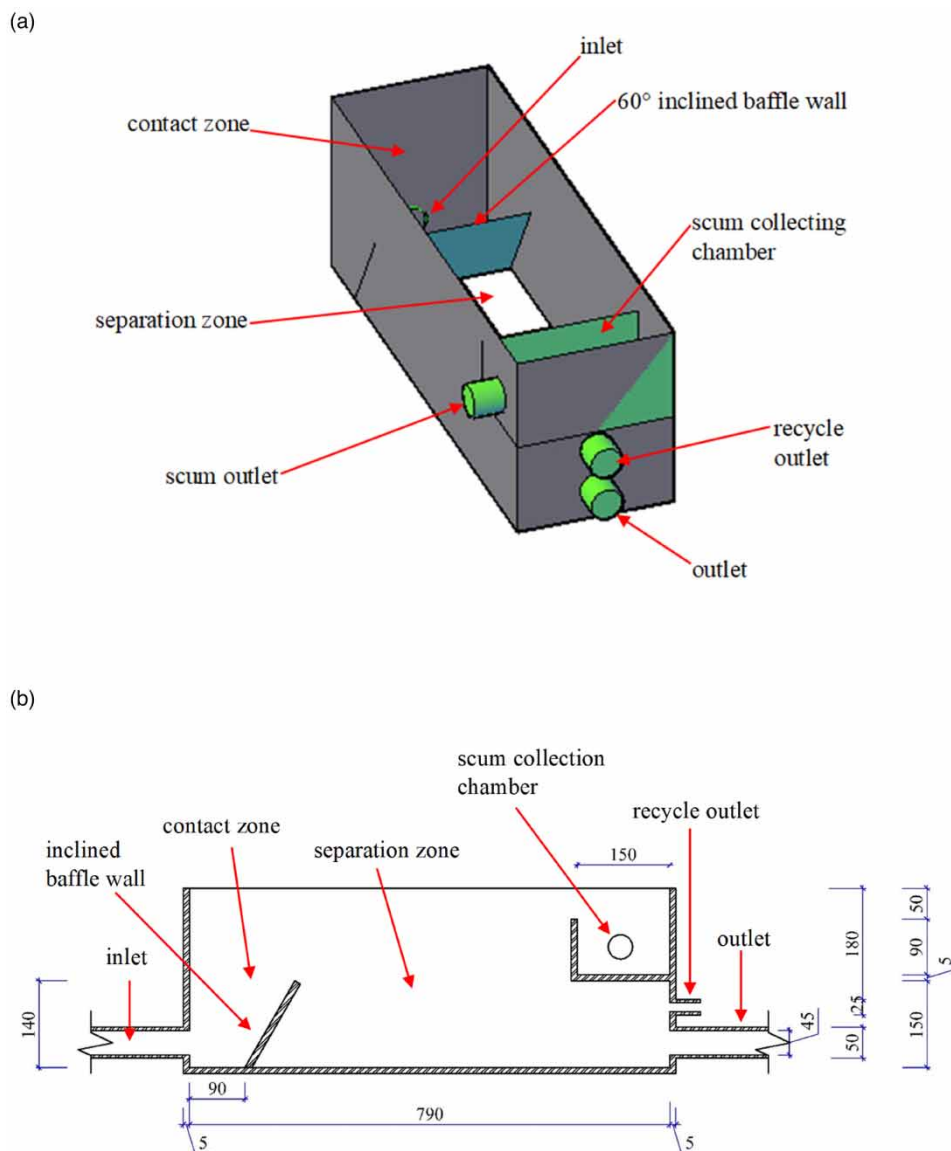 (a)
inlet
60° inclined baffle wall
contact zone
scum collecting
chamber
separation zone
scum outlet
recycle
outlet
outlet
(b)
scum collection
chamber
recycle outlet
contact zone
inclined
baffle wall
separation zone
150
inlet
outlet
50
180
90
5
140
25
45
150
50
90
790
5
5